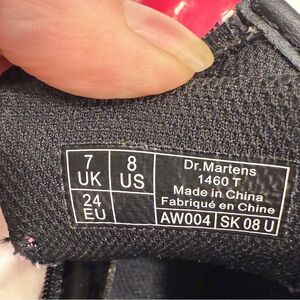 7 UK
8 US
24 EU
Dr.Martens
1460 T
Made in China
Fabriqué en Chine
AW004 SK 08 U